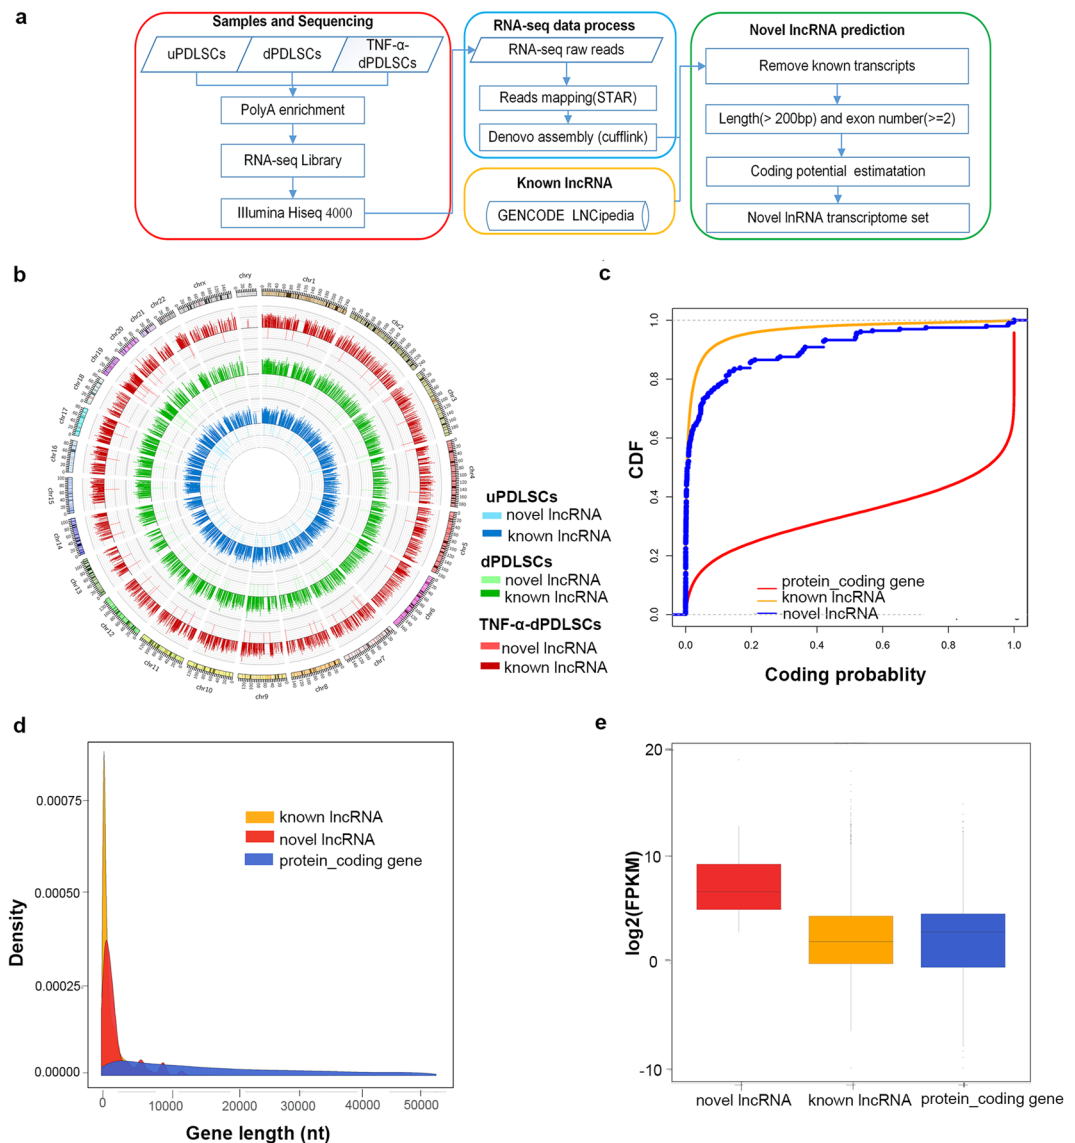 a
Samples and Sequencing
uPDLSCs
dPDLSCs
TNF-α-
dPDLSCs
PolyA enrichment
RNA-seq Library
Illumina Hiseq 4000
RNA-seq data process
RNA-seq raw reads
Reads mapping(STAR)
Denovo assembly (cufflink)
Known lncRNA
GENCODE LNCipedia
Novel lncRNA prediction
Remove known transcripts
Length(> 200bp) and exon number(>=2)
Coding potential estimatation
Novel lnRNA transcriptome set
b
chr1
chr2
chr3
chr4
chr5
chr6
chr7
chr8
chr9
chr10
chr11
chr12
chr13
chr14
chr15
chr16
chr17
chr18
chr19
chr20
chr21
chr22
chrx
chry
uPDLSCs
novel lncRNA
known lncRNA
dPDLSCs
novel lncRNA
known lncRNA
TNF-α-dPDLSCs
novel lncRNA
known lncRNA
c
CDF
1.0
0.8
0.6
0.4
0.2
0.0
protein_coding gene
known lncRNA
novel lncRNA
0.0 0.2 0.4 0.6 0.8 1.0
Coding probablity
d
Density
0.00075
0.00050
0.00025
0.00000
known lncRNA
novel lncRNA
protein_coding gene
0 10000 20000 30000 40000 50000
Gene length (nt)
e
log2(FPKM)
20
10
0
-10
novel lncRNA known lncRNA protein_coding gene